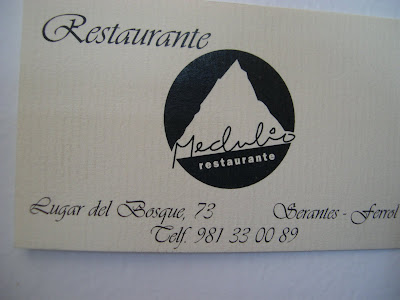 Restaurante
Medulio
restaurante
Lugar del Bosque, 73 Serantes - Ferrol
Telf. 981 33 00 89